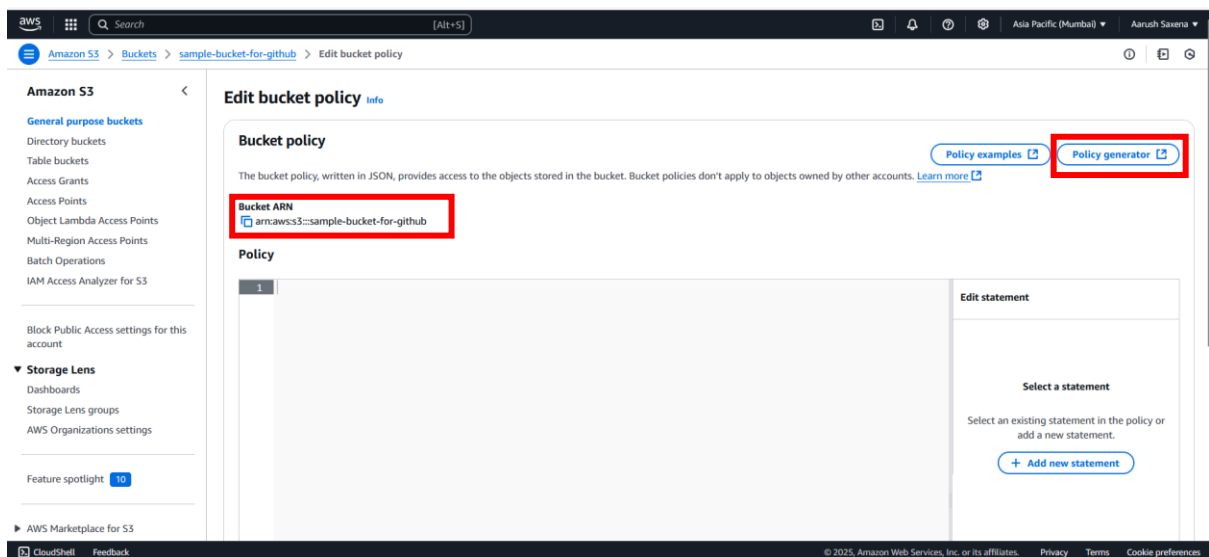 aws
Search
[Alt+S]
Asia Pacific (Mumbai) ▼
Aarush Saxena ▼
Amazon S3 > Buckets > sample-bucket-for-github > Edit bucket policy
Amazon S3
General purpose buckets
Directory buckets
Table buckets
Access Grants
Access Points
Object Lambda Access Points
Multi-Region Access Points
Batch Operations
IAM Access Analyzer for S3
Block Public Access settings for this
account
▼ Storage Lens
Dashboards
Storage Lens groups
AWS Organizations settings
Feature spotlight 10
▶ AWS Marketplace for S3
Edit bucket policy Info
Bucket policy
Policy examples
Policy generator
The bucket policy, written in JSON, provides access to the objects stored in the bucket. Bucket policies don't apply to objects owned by other accounts. Learn more
Bucket ARN
arn:aws:s3:::sample-bucket-for-github
Policy
1
Edit statement
Select a statement
Select an existing statement in the policy or
add a new statement.
+ Add new statement
CloudShell Feedback
© 2025, Amazon Web Services, Inc. or its affiliates. Privacy Terms Cookie preferences